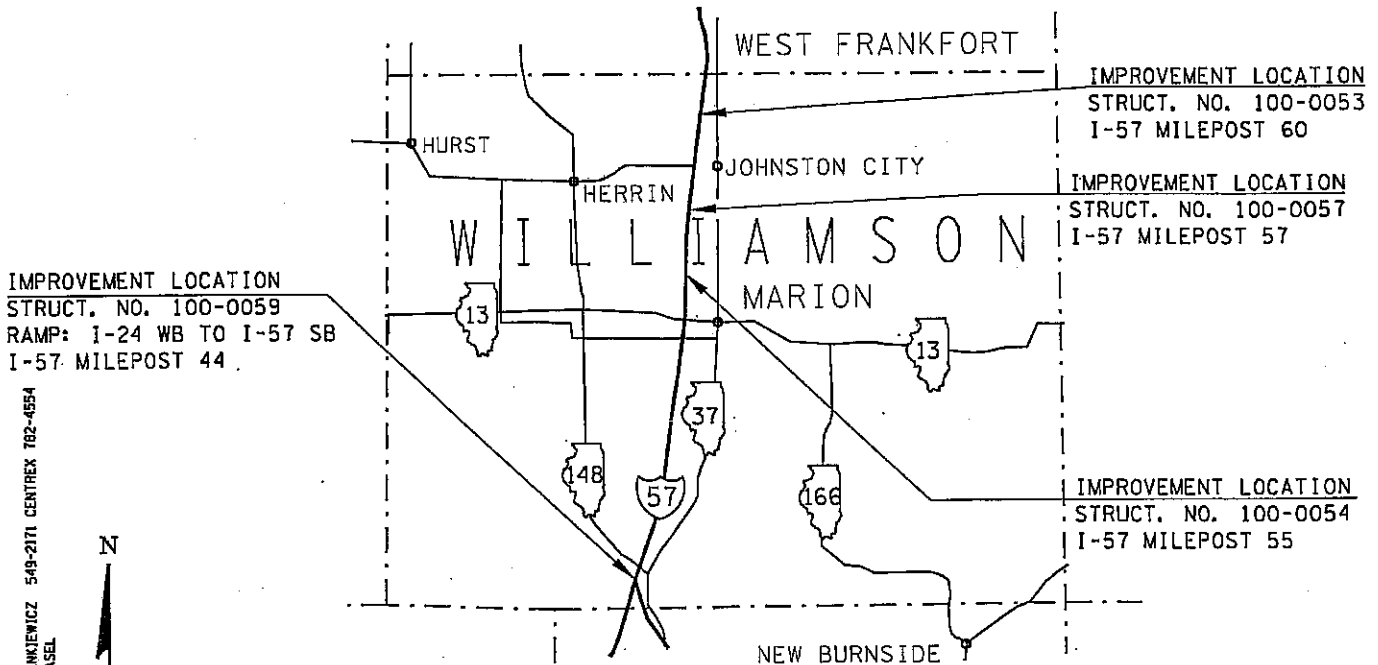 WEST FRANKFORT
IMPROVEMENT LOCATION
STRUCT. NO. 100-0053
I-57 MILEPOST 60
HURST
JOHNSTON CITY
HERRIN
IMPROVEMENT LOCATION
STRUCT. NO. 100-0057
I-57 MILEPOST 57
WILLIAMSON
MARION
IMPROVEMENT LOCATION
STRUCT. NO. 100-0059
RAMP: I-24 WB TO I-57 SB
I-57 MILEPOST 44
13
13
37
148
57
166
IMPROVEMENT LOCATION
STRUCT. NO. 100-0054
I-57 MILEPOST 55
549-2171 CENTREX 782-4554
N
NEW BURNSIDE